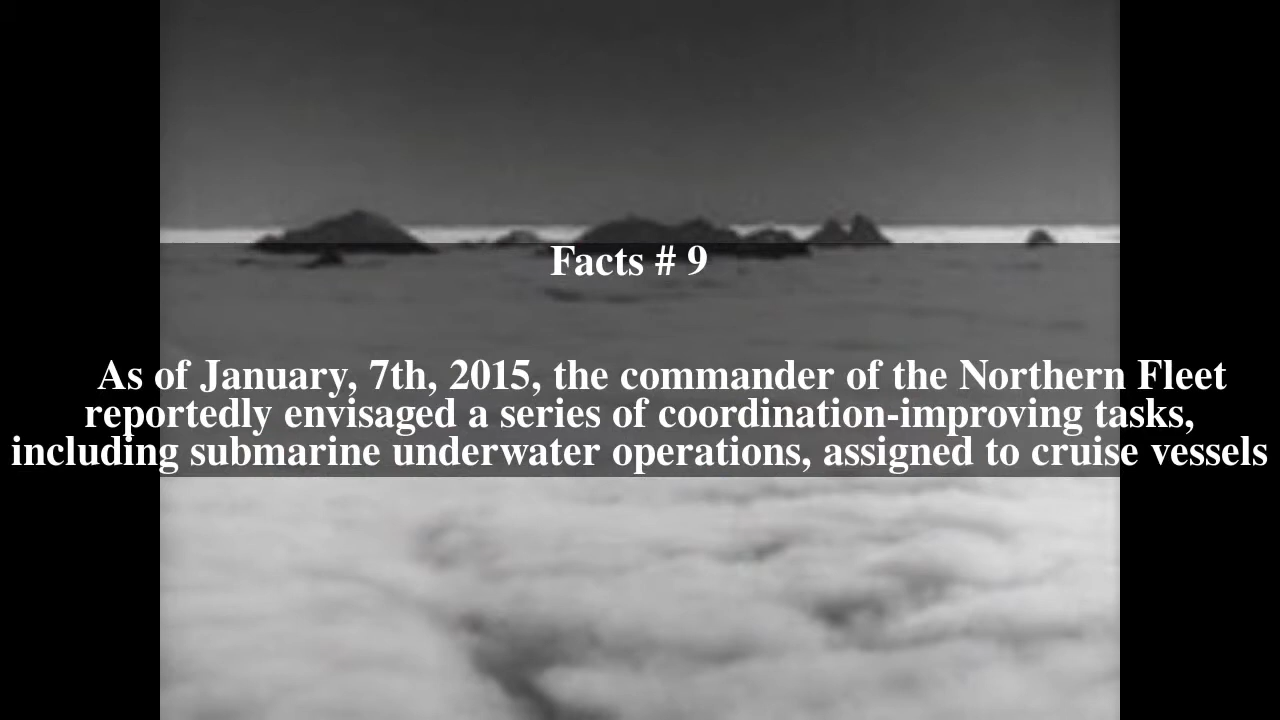 Facts # 9
As of January, 7th, 2015, the commander of the Northern Fleet
reportedly envisaged a series of coordination-improving tasks,
including submarine underwater operations, assigned to cruise vessels